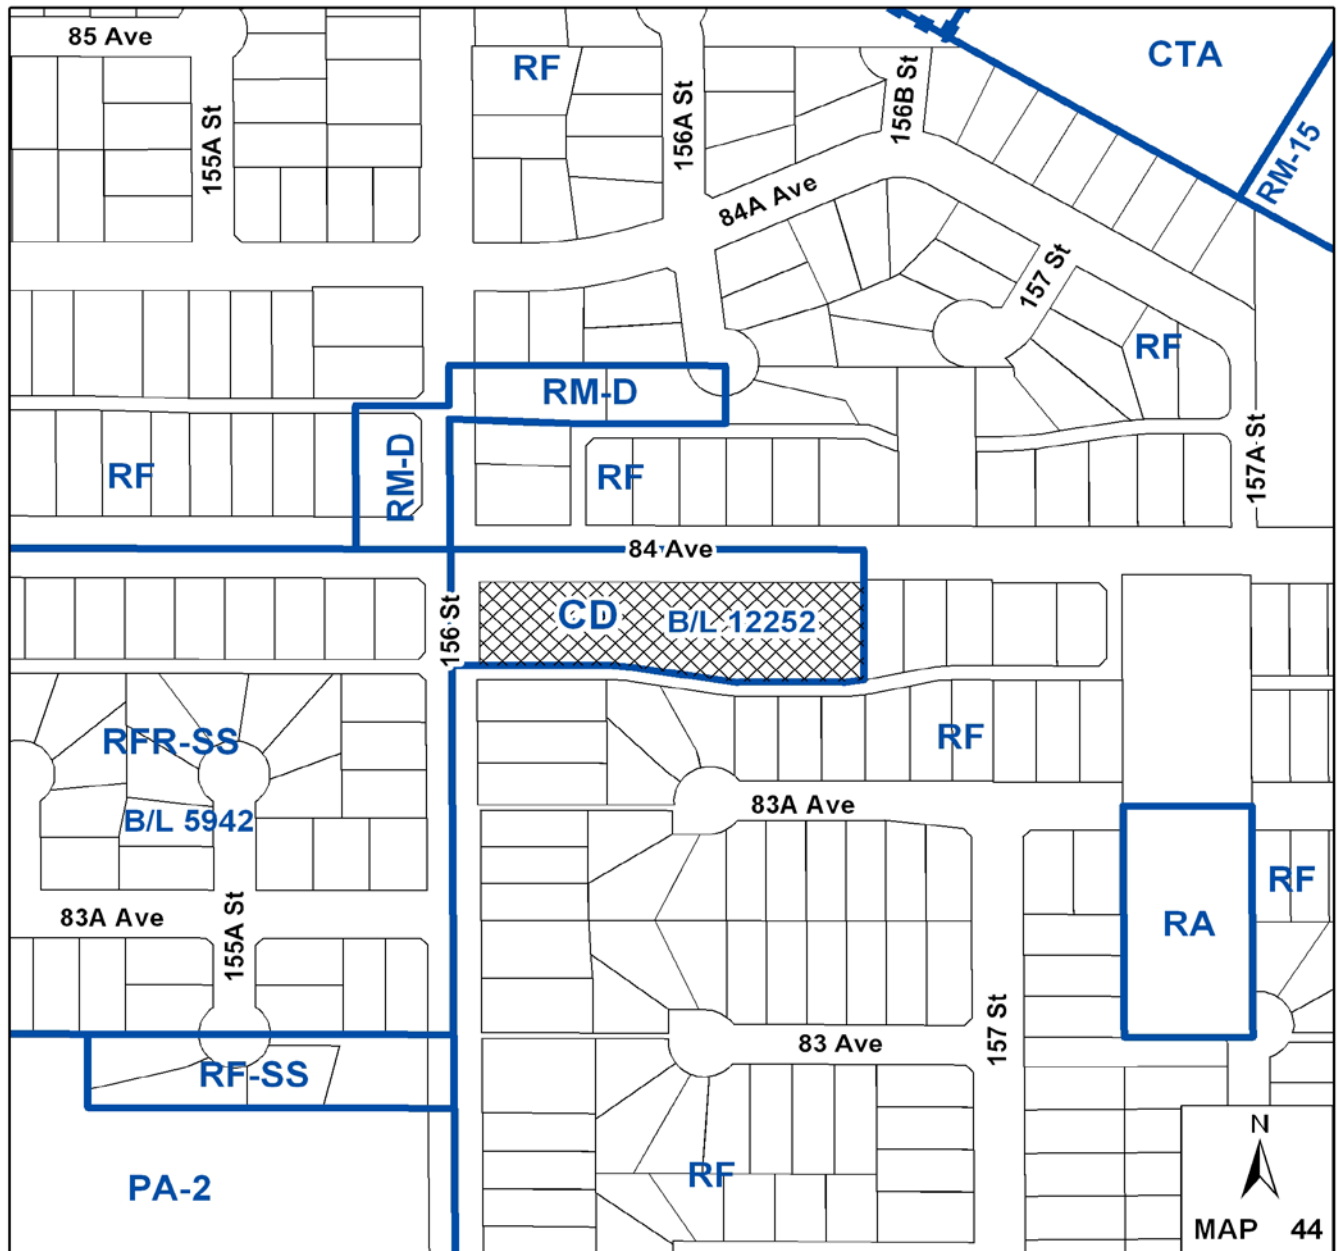 85 Ave
RF
CTA
155A St
156A St
156B St
RM-15
84A Ave
157 St
RF
RM-D
RF
RM-D
RF
157A St
84 Ave
CD
B/L 12252
156 St
RFR-SS
RF
B/L 5942
83A Ave
RF
83A Ave
155A St
RA
157 St
83 Ave
RF-SS
N
RF
PA-2
MAP 44